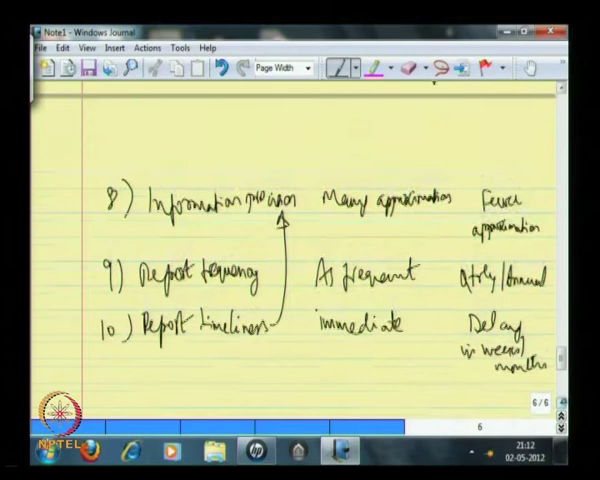 Note1 - Windows Journal
File Edit View Insert Actions Tools Help
Page Width
8) Information precision Many approximations Fewer
approximation
9) Report frequency As frequent qtrly/Annual
10) Report timeliness immediate Delay
in weeks/
months
6/6
6
NPTEL
21:12
02-05-2012